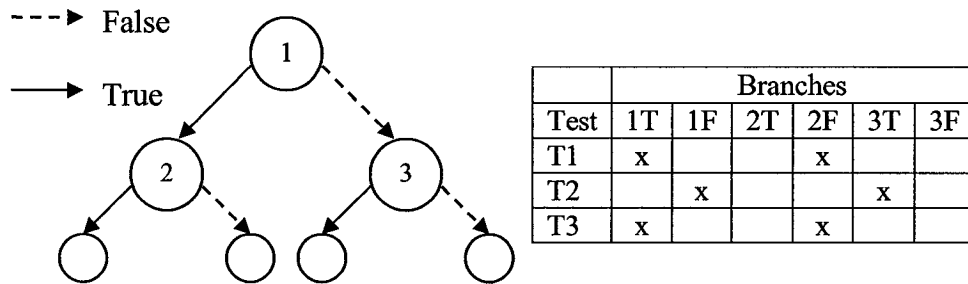 False
True
1
2
3
Branches
Test 1T 1F 2T 2F 3T 3F
T1 x x
T2 x x
T3 x x